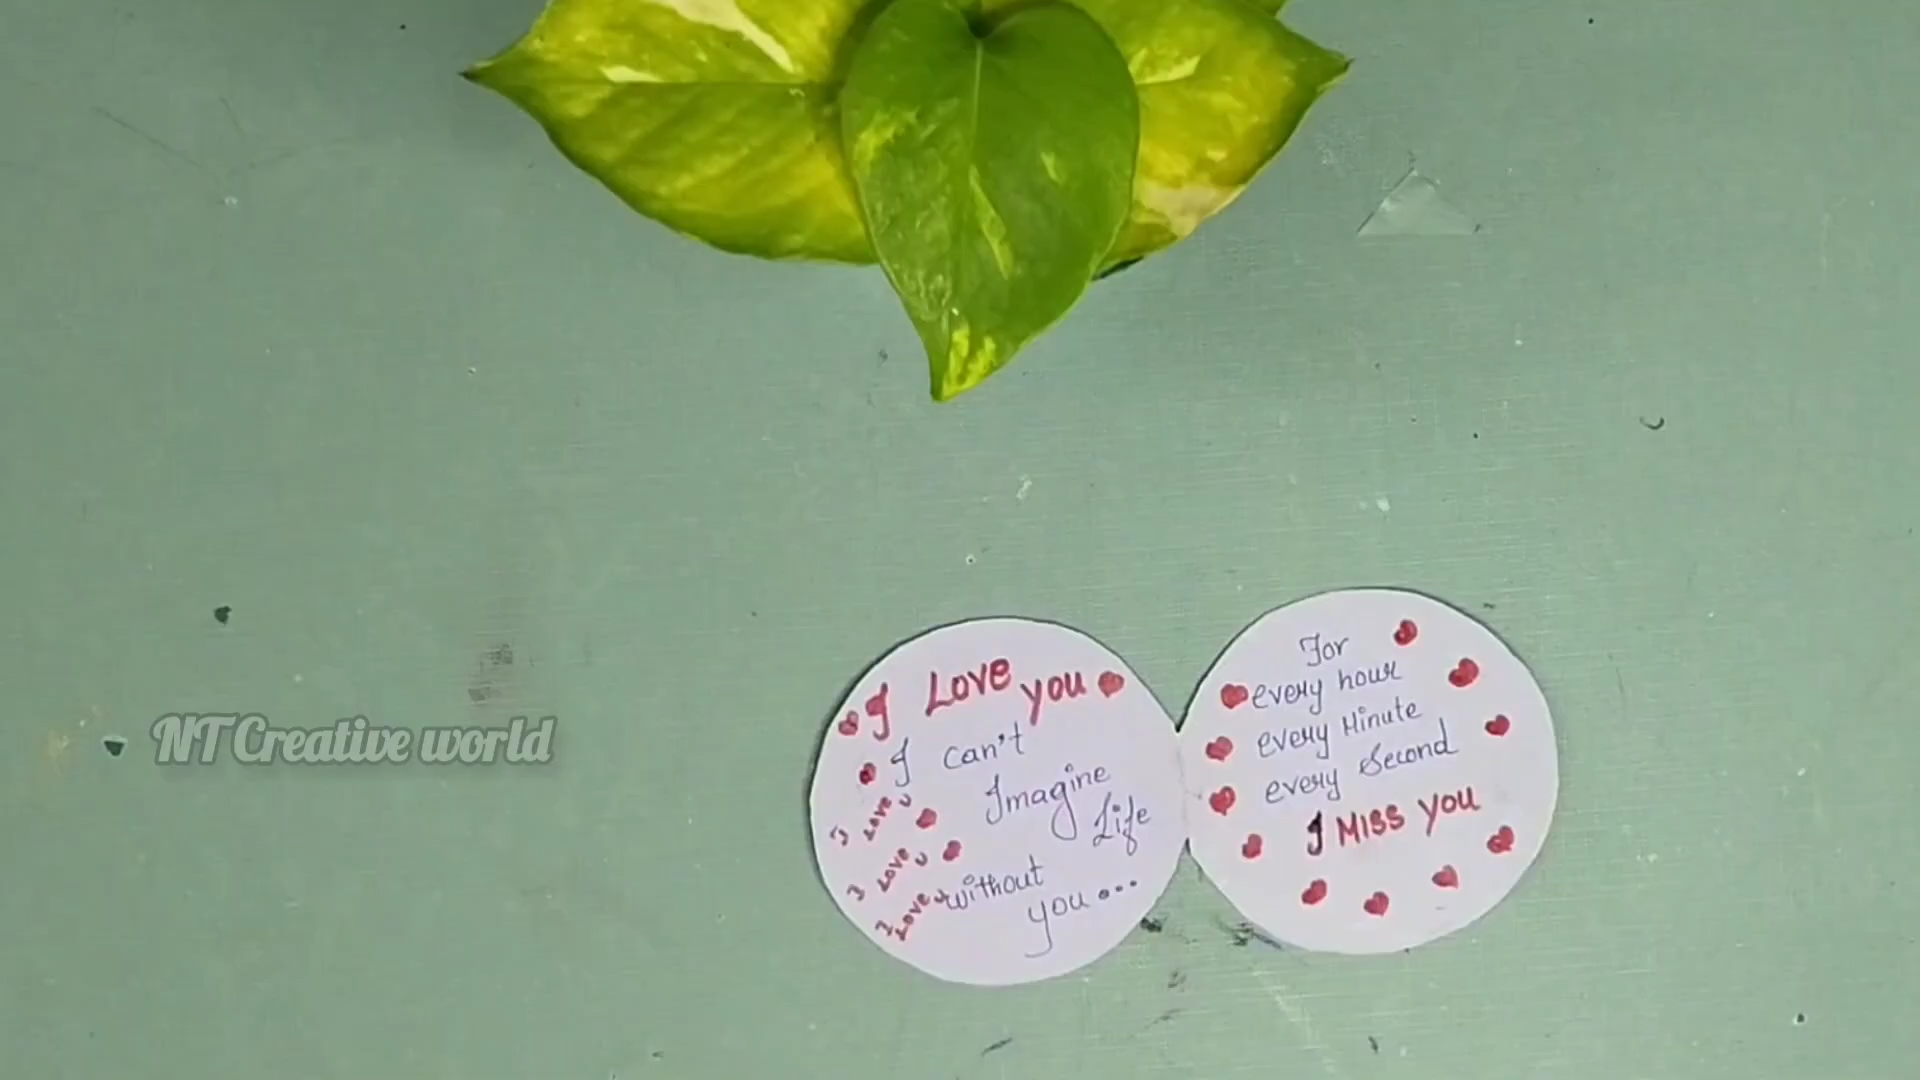 NT Creative world
I Love you
I can't
Imagine
Life
without
you...
I Love U
I Love U
I Love U
For
every hour
every Minute
every Second
I Miss you